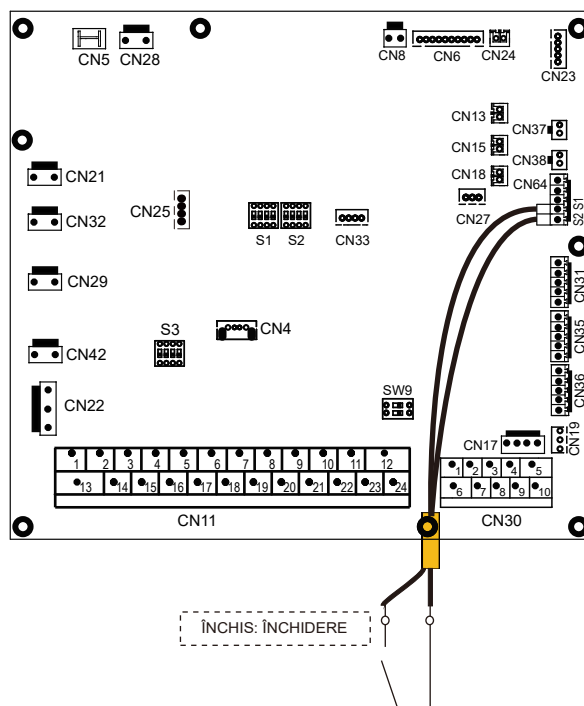 CN5
CN28
CN8
CN6
CN24
CN23
CN13
CN37
CN15
CN38
CN18
CN64
CN21
CN25
CN27
S2 S1
CN32
S1
S2
CN33
CN29
CN31
S3
CN4
CN35
CN42
CN36
CN22
SW9
CN17
CN19
1 2 3 4 5 6 7 8 9 10 11 12
13 14 15 16 17 18 19 20 21 22 23 24
1 2 3 4 5
6 7 8 9 10
CN11
CN30
ÎNCHIS: ÎNCHIDERE